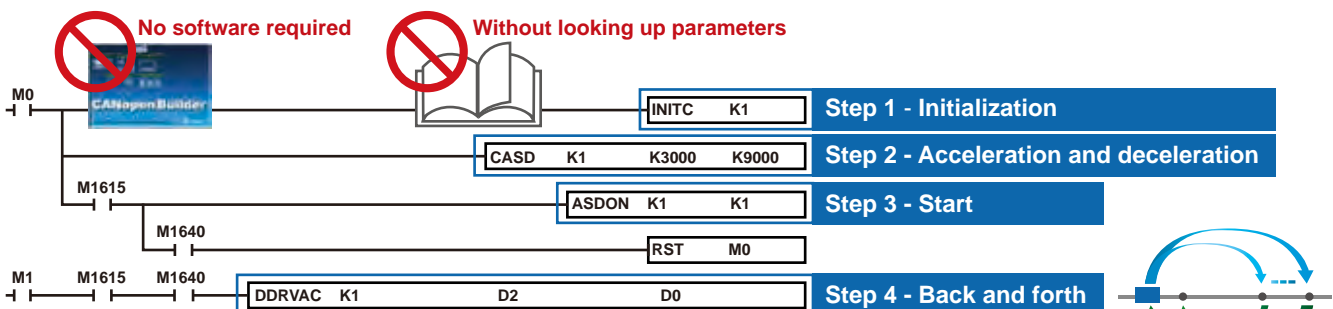 No software required
Without looking up parameters
M0
CANopen Builder
INITC K1
Step 1 - Initialization
CASD K1 K3000 K9000
Step 2 - Acceleration and deceleration
M1615
ASDON K1 K1
Step 3 - Start
M1640
RST M0
M1 M1615 M1640
DDRVAC K1 D2 D0
Step 4 - Back and forth